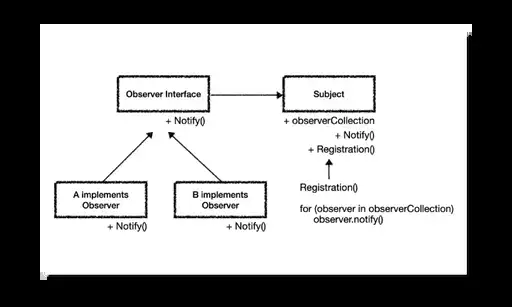 Observer Interface
Subject
+ Notify()
+ observerCollection
+ Notify()
+ Registration()
A implements
Observer
B implements
Observer
+ Notify()
+ Notify()
Registration()
for (observer in observerCollection)
observer.notify()